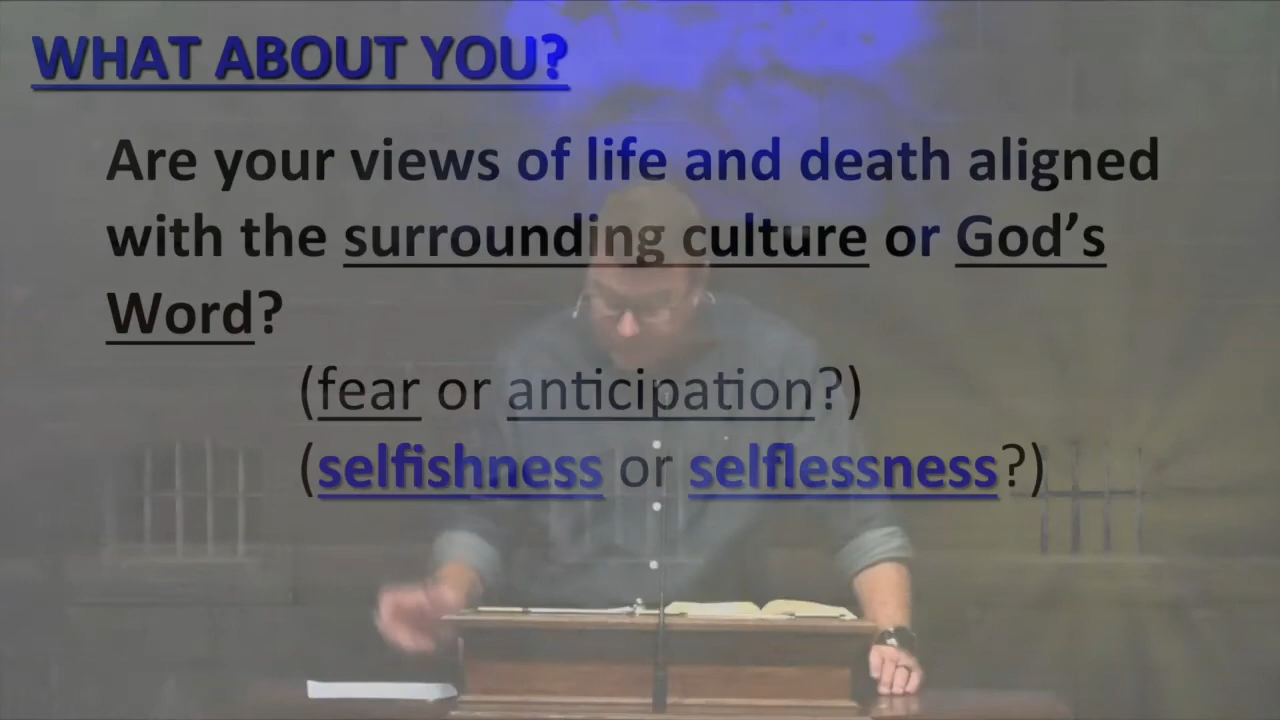 WHAT ABOUT YOU?
Are your views of life and death aligned
with the surrounding culture or God's
Word?
(fear or anticipation?)
(selfishness or selflessness?)